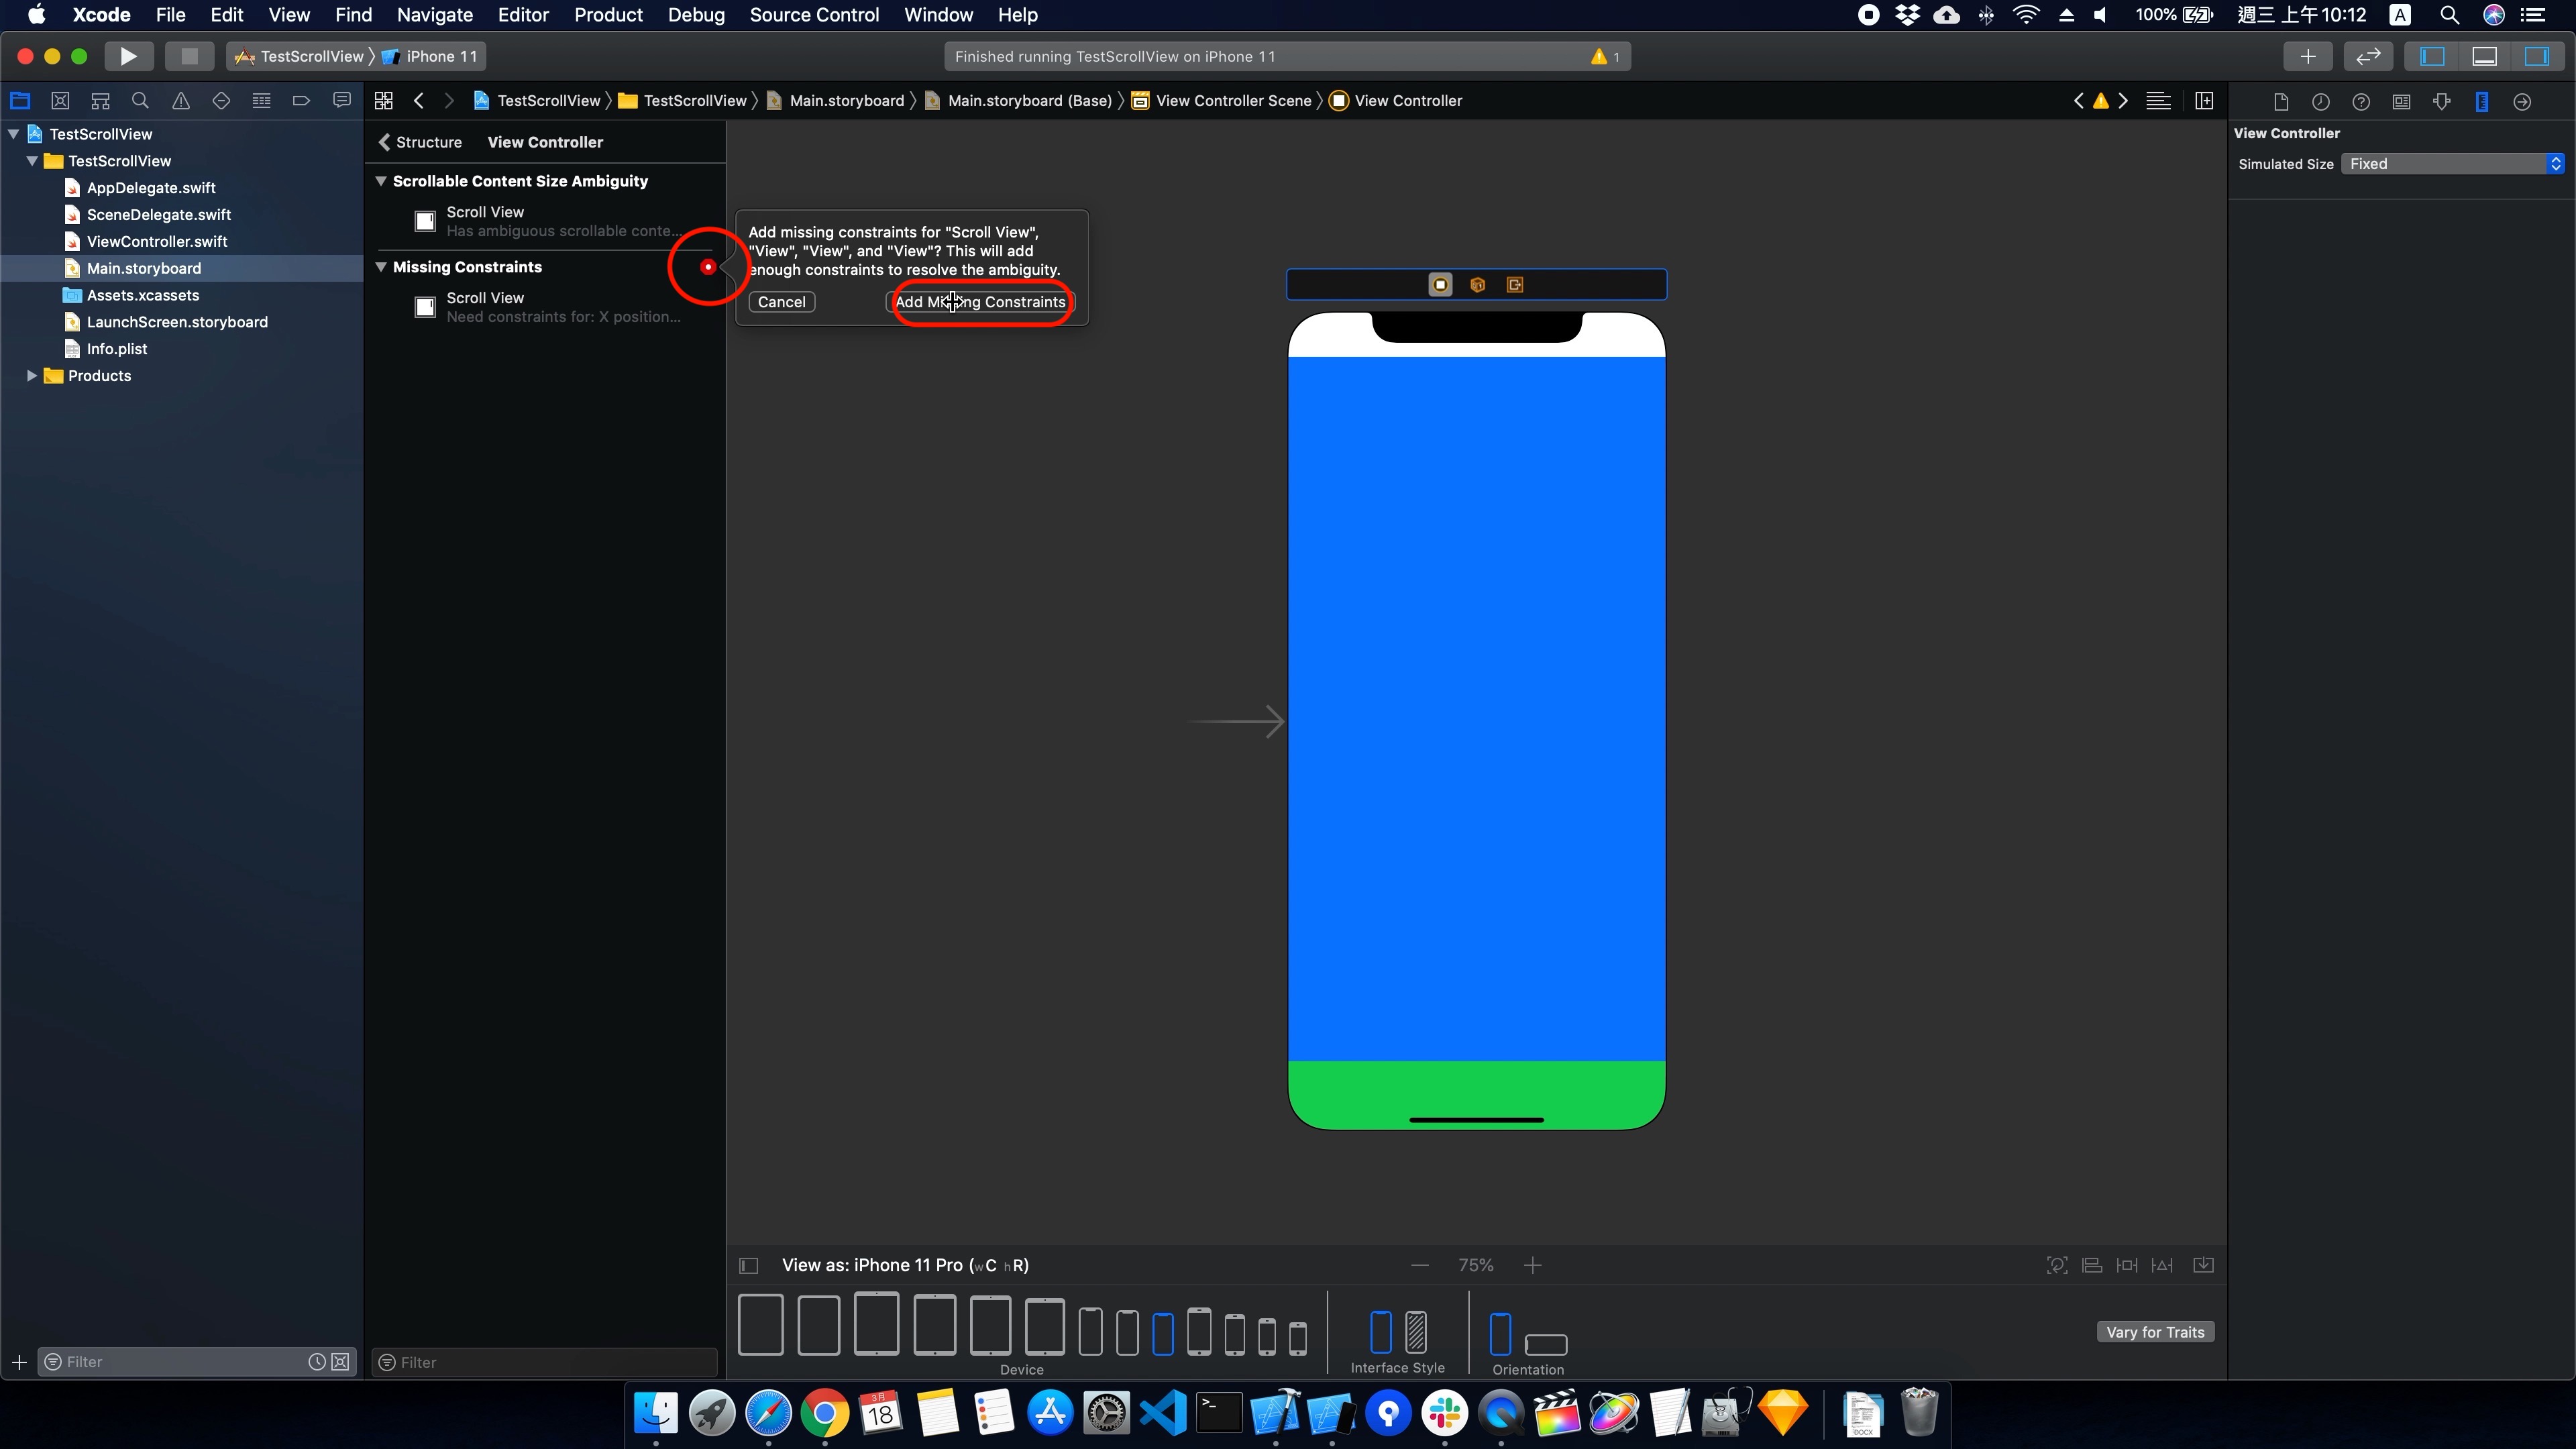 Xcode File Edit View Find Navigate Editor Product Debug Source Control Window Help
100% 週三 上午10:12 A
TestScrollView iPhone 11
Finished running TestScrollView on iPhone 11
1
TestScrollView TestScrollView Main.storyboard Main.storyboard (Base) View Controller Scene View Controller
TestScrollView
TestScrollView
AppDelegate.swift
SceneDelegate.swift
ViewController.swift
Main.storyboard
Assets.xcassets
LaunchScreen.storyboard
Info.plist
Products
Filter
Structure View Controller
Scrollable Content Size Ambiguity
Scroll View
Has ambiguous scrollable conte...
Missing Constraints
Scroll View
Need constraints for: X position...
Filter
Add missing constraints for "Scroll View",
"View", "View", and "View"? This will add
enough constraints to resolve the ambiguity.
Cancel
Add Missing Constraints
View as: iPhone 11 Pro (wC hR)
75%
Device
Interface Style
Orientation
Vary for Traits
View Controller
Simulated Size Fixed
3月
18
DOCX